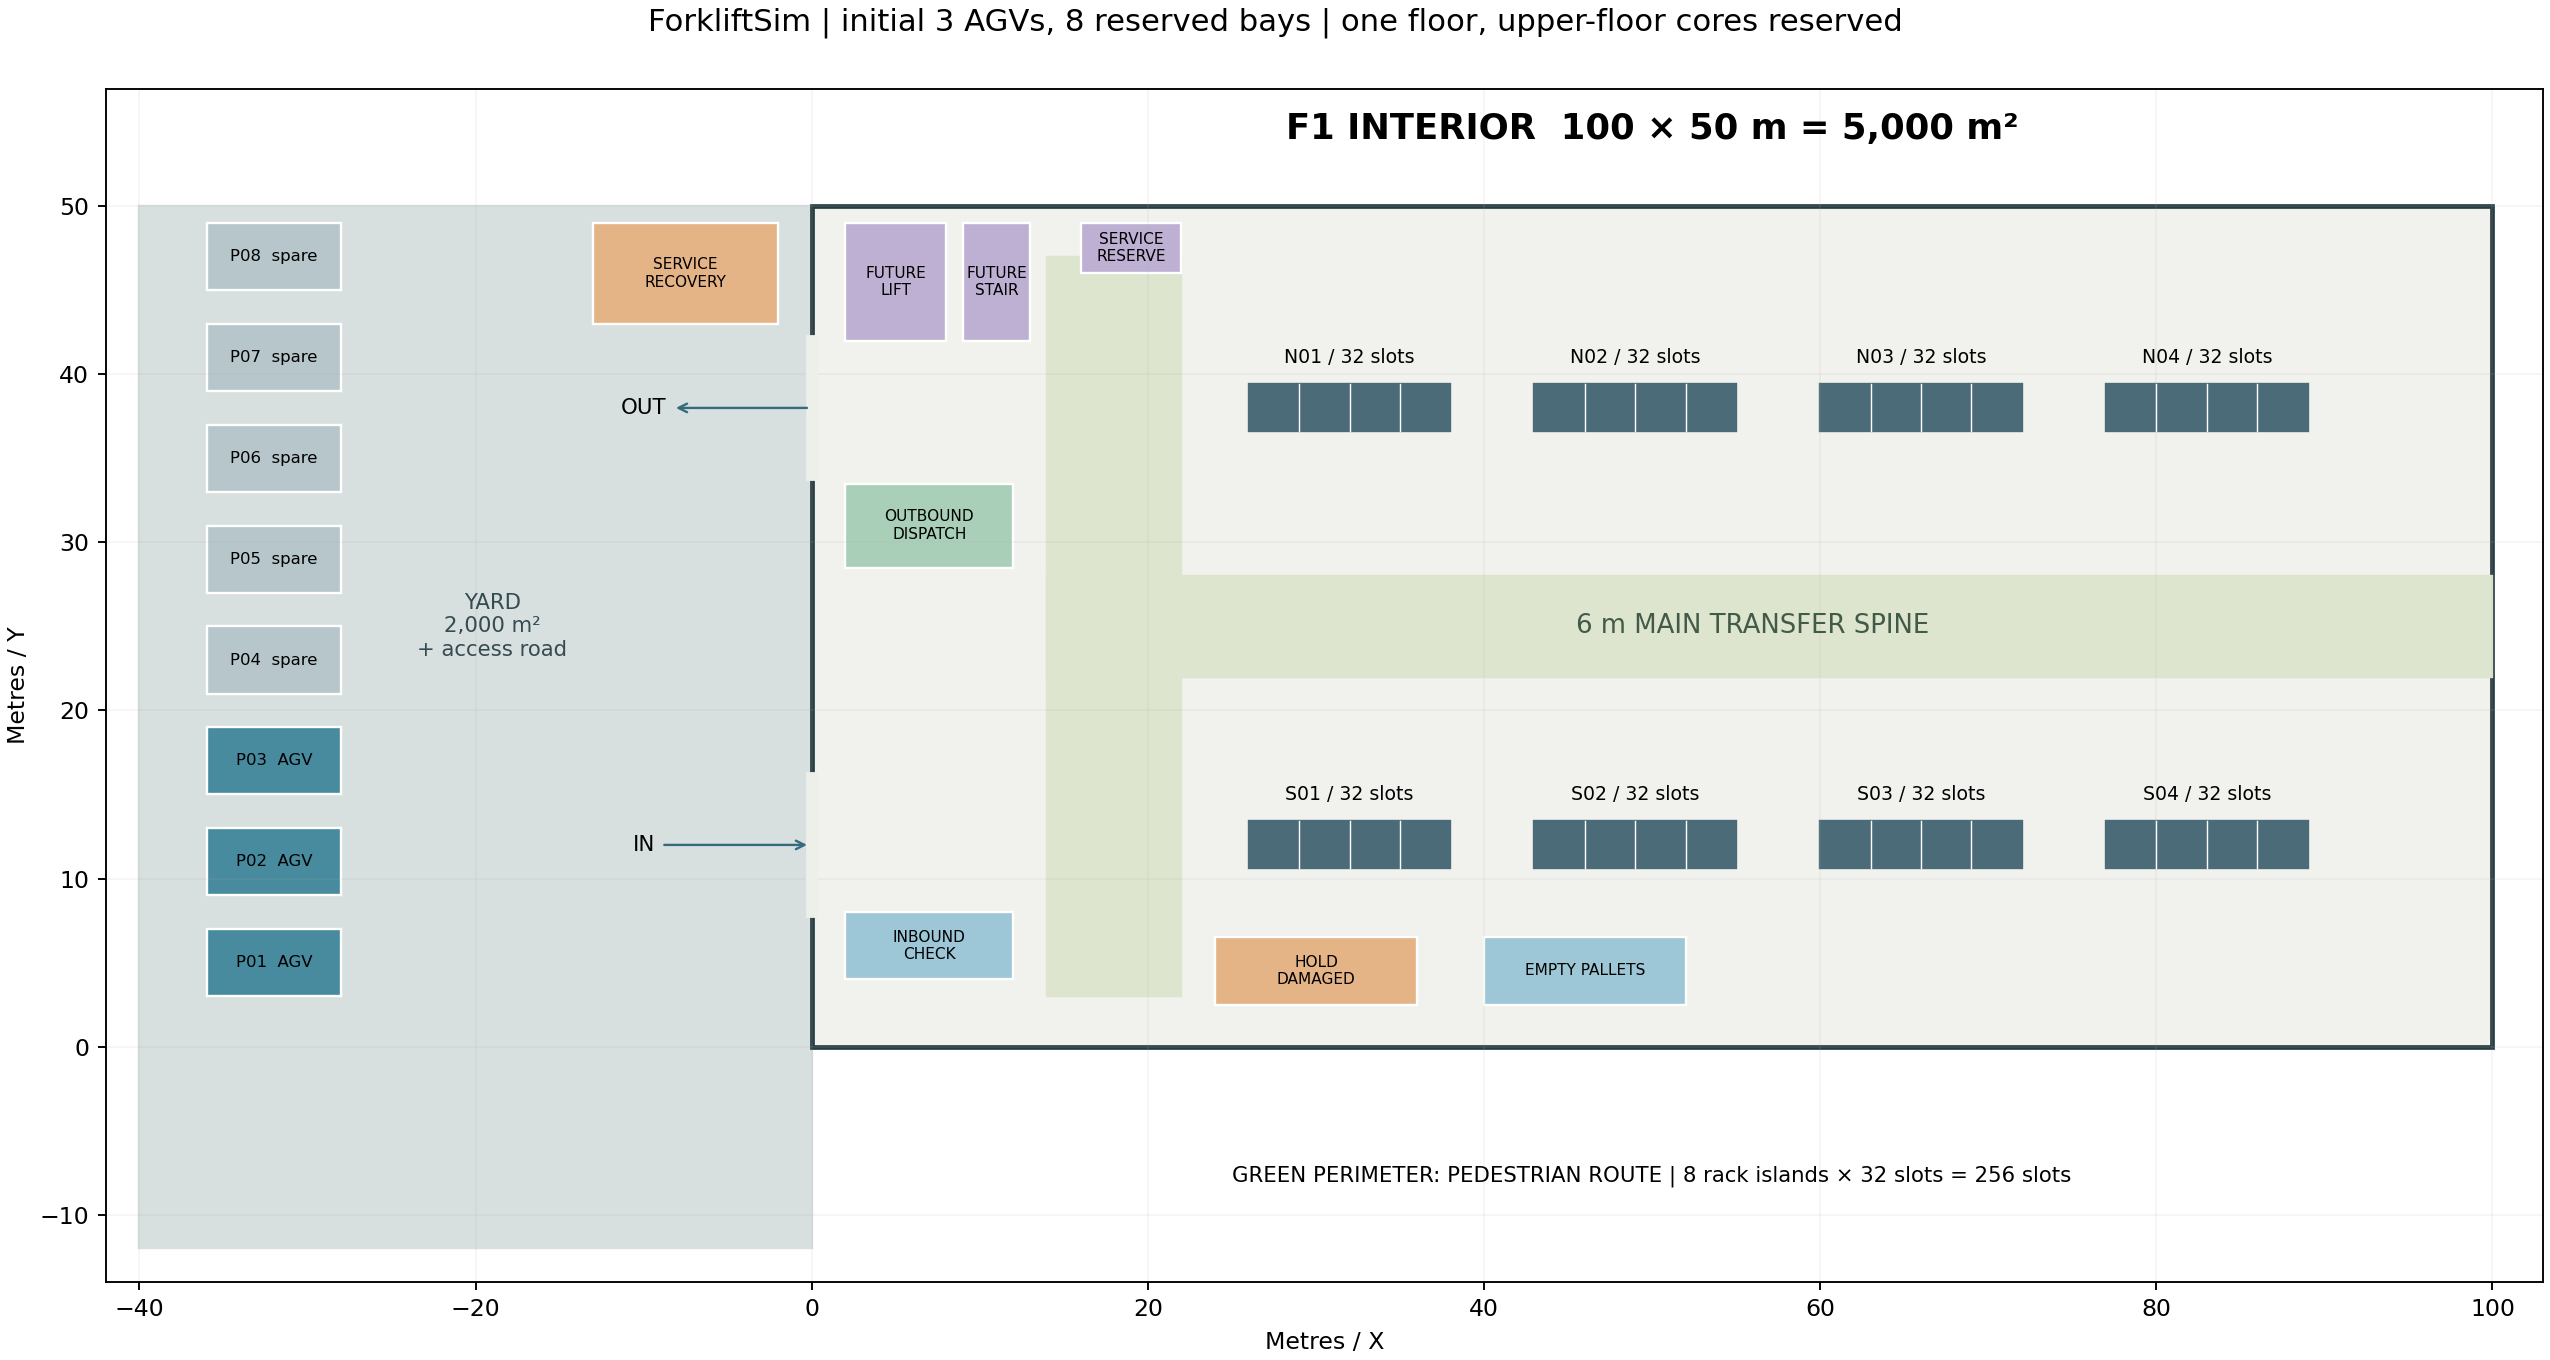 ForkliftSim | initial 3 AGVs, 8 reserved bays | one floor, upper-floor cores reserved
F1 INTERIOR  100 × 50 m = 5,000 m²
50
40
30
20
10
0
−10
Metres / Y
P08  spare
P07  spare
P06  spare
P05  spare
P04  spare
P03  AGV
P02  AGV
P01  AGV
SERVICE
RECOVERY
OUT
YARD
2,000 m²
+ access road
IN
FUTURE
LIFT
FUTURE
STAIR
SERVICE
RESERVE
OUTBOUND
DISPATCH
INBOUND
CHECK
N01 / 32 slots
N02 / 32 slots
N03 / 32 slots
N04 / 32 slots
6 m MAIN TRANSFER SPINE
S01 / 32 slots
S02 / 32 slots
S03 / 32 slots
S04 / 32 slots
HOLD
DAMAGED
EMPTY PALLETS
GREEN PERIMETER: PEDESTRIAN ROUTE | 8 rack islands × 32 slots = 256 slots
−40
−20
0
20
40
60
80
100
Metres / X